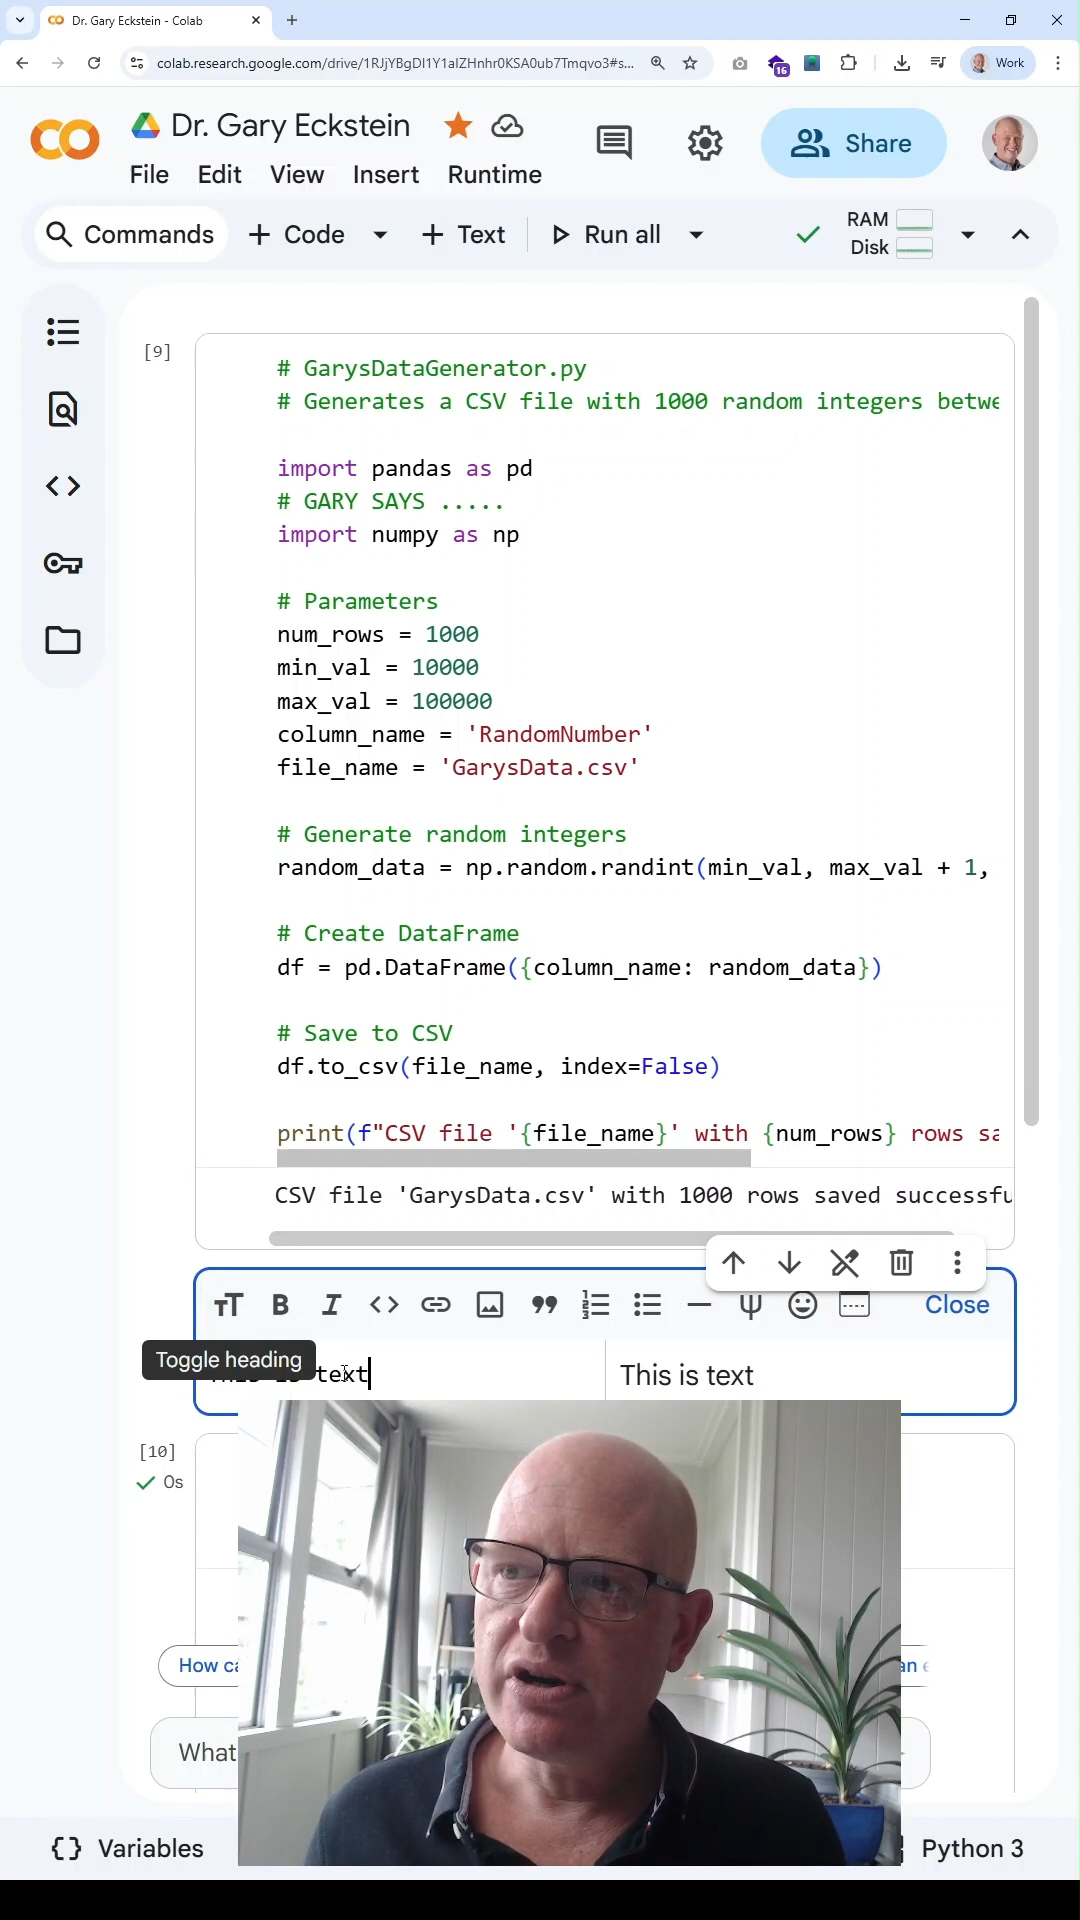 Dr. Gary Eckstein - Colab
colab.research.google.com/drive/1RJjYBgDI1Y1aIZHnhr0KSA0ub7Tmqvo3#s...
16
Work
Dr. Gary Eckstein
Share
File Edit View Insert Runtime
Commands + Code + Text Run all
RAM
Disk
[9]
# GarysDataGenerator.py
# Generates a CSV file with 1000 random integers betwe
import pandas as pd
# GARY SAYS .....
import numpy as np
# Parameters
num_rows = 1000
min_val = 10000
max_val = 100000
column_name = 'RandomNumber'
file_name = 'GarysData.csv'
# Generate random integers
random_data = np.random.randint(min_val, max_val + 1,
# Create DataFrame
df = pd.DataFrame({column_name: random_data})
# Save to CSV
df.to_csv(file_name, index=False)
print(f"CSV file '{file_name}' with {num_rows} rows sa
CSV file 'GarysData.csv' with 1000 rows saved successfu
Close
Toggle heading
text
This is text
[10]
0s
How ca
an e
What
Variables
Python 3